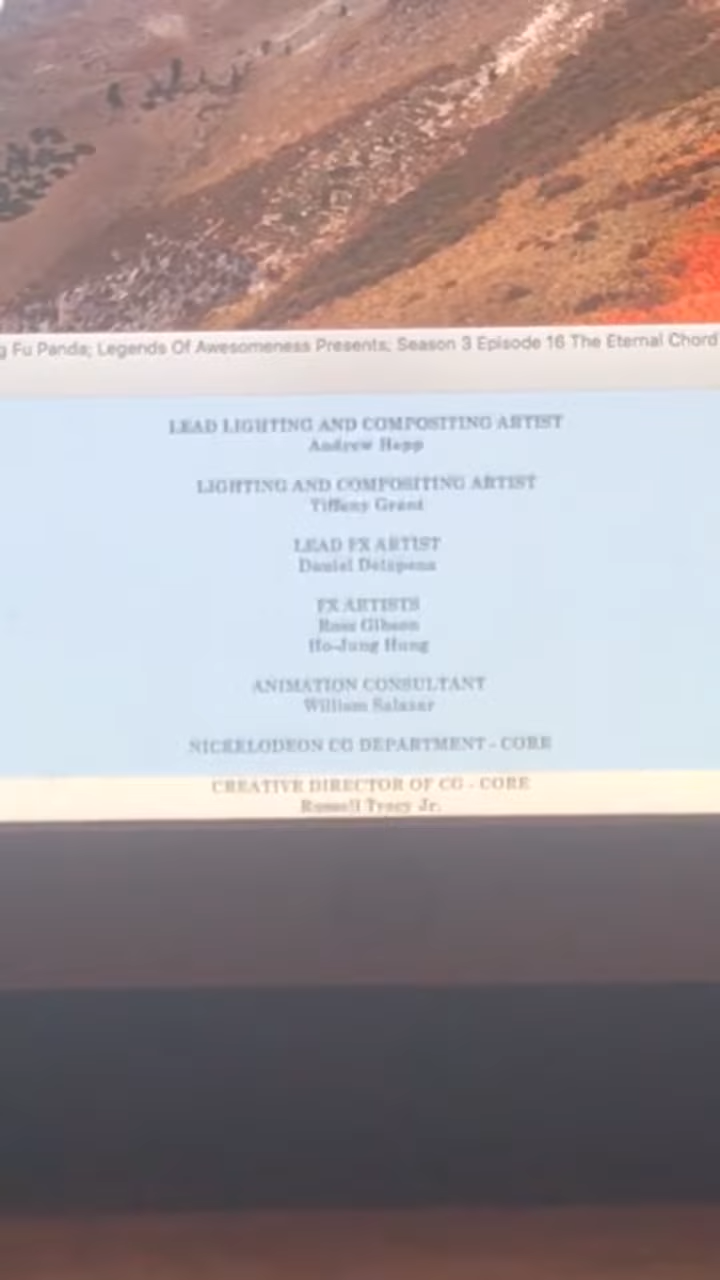 g Fu Panda; Legends Of Awesomeness Presents; Season 3 Episode 16 The Eternal Chord
LEAD LIGHTING AND COMPOSITING ARTIST
Andrew Hepp
LIGHTING AND COMPOSITING ARTIST
Tiffany Grant
LEAD FX ARTIST
Daniel
FX ARTISTS
Ross Gibson
Ho-Jung Hung
ANIMATION CONSULTANT
William Salazar
NICKELODEON CG DEPARTMENT - CORE
CREATIVE DIRECTOR OF CG - CORE
Russell Tracy Jr.